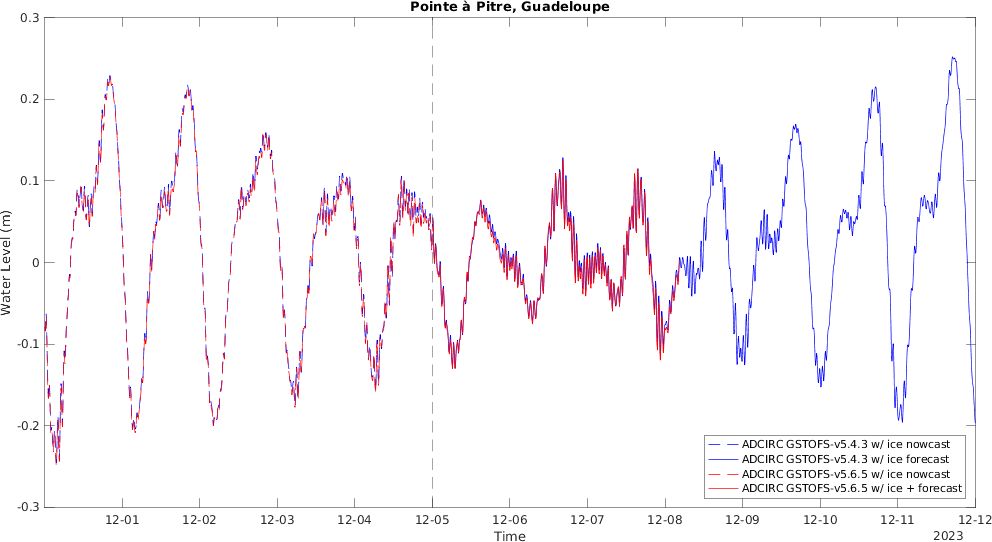 Pointe à Pitre, Guadeloupe
0.3
0.2
0.1
0
-0.1
-0.2
-0.3
Water Level (m)
ADCIRC GSTOFS-v5.4.3 w/ ice nowcast
ADCIRC GSTOFS-v5.4.3 w/ ice forecast
ADCIRC GSTOFS-v5.6.5 w/ ice nowcast
ADCIRC GSTOFS-v5.6.5 w/ ice + forecast
12-01 12-02 12-03 12-04 12-05 12-06 12-07 12-08 12-09 12-10 12-11 12-12
Time
2023